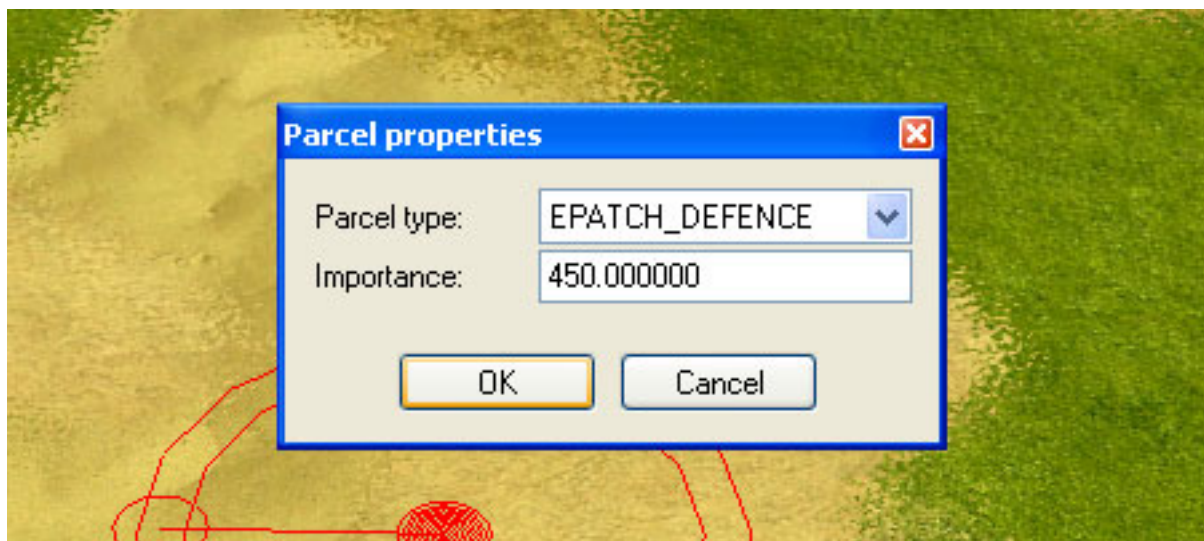 Parcel properties
Parcel type: EPATCH_DEFENCE
Importance: 450.000000
OK Cancel